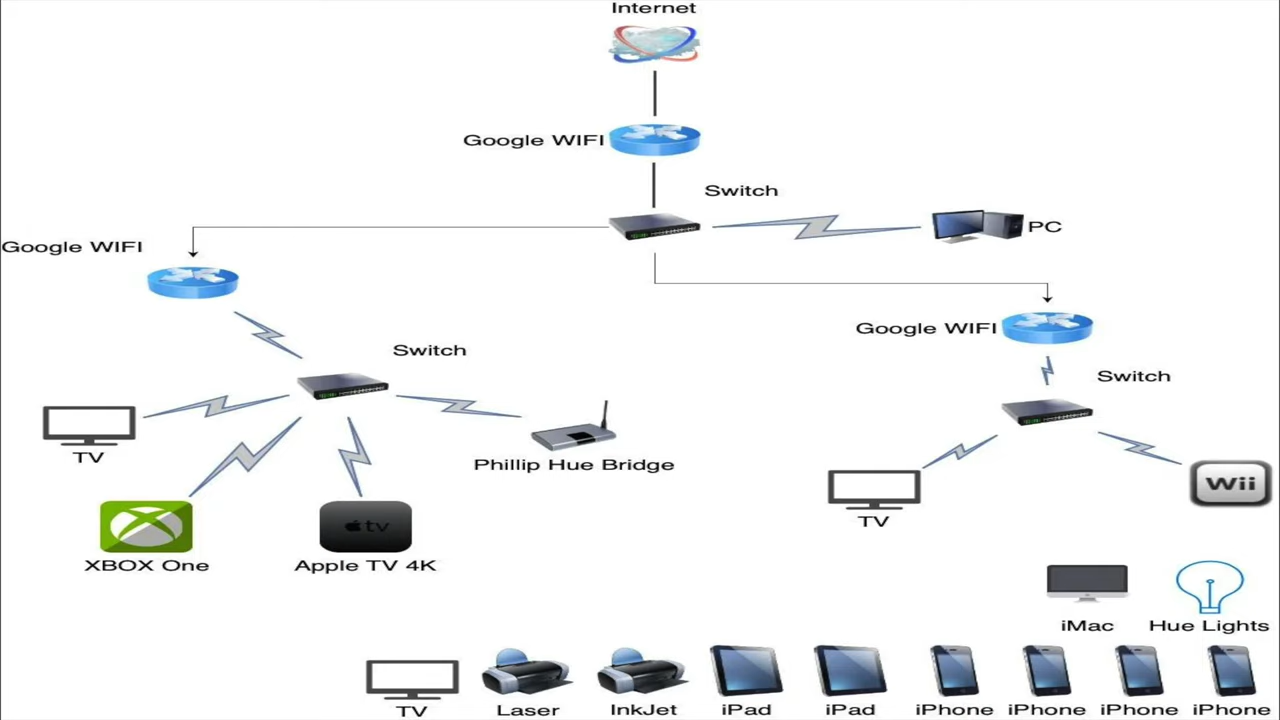 Internet
Google WIFI
Switch
PC
Google WIFI
Google WIFI
Switch
Switch
TV
Phillip Hue Bridge
Wii
TV
tv
XBOX One
Apple TV 4K
iMac
Hue Lights
TV
Laser
InkJet
iPad
iPad
iPhone
iPhone
iPhone
iPhone